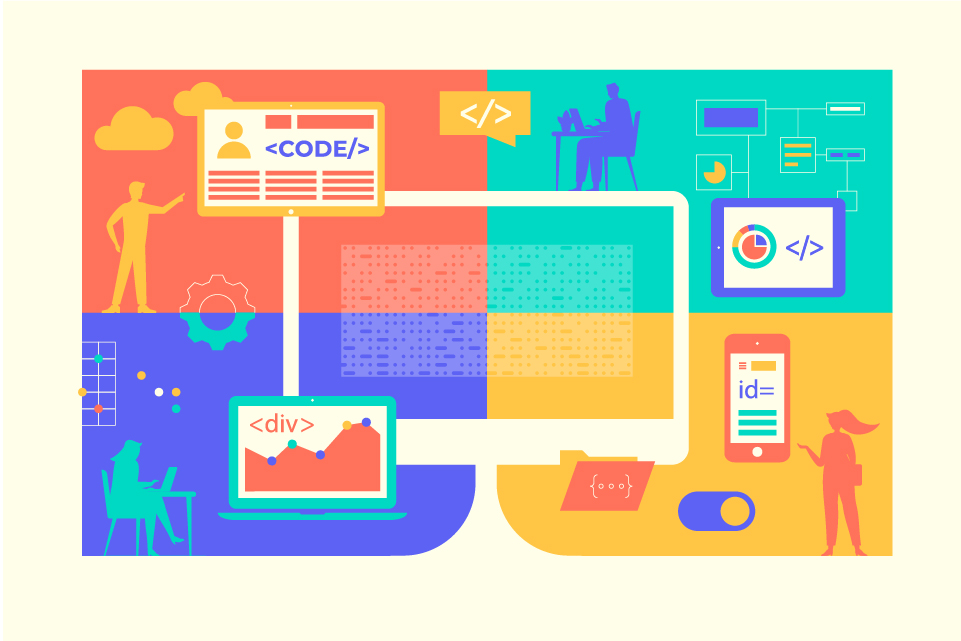 </>
<CODE/>
</>
id=
<div>
{ooo}